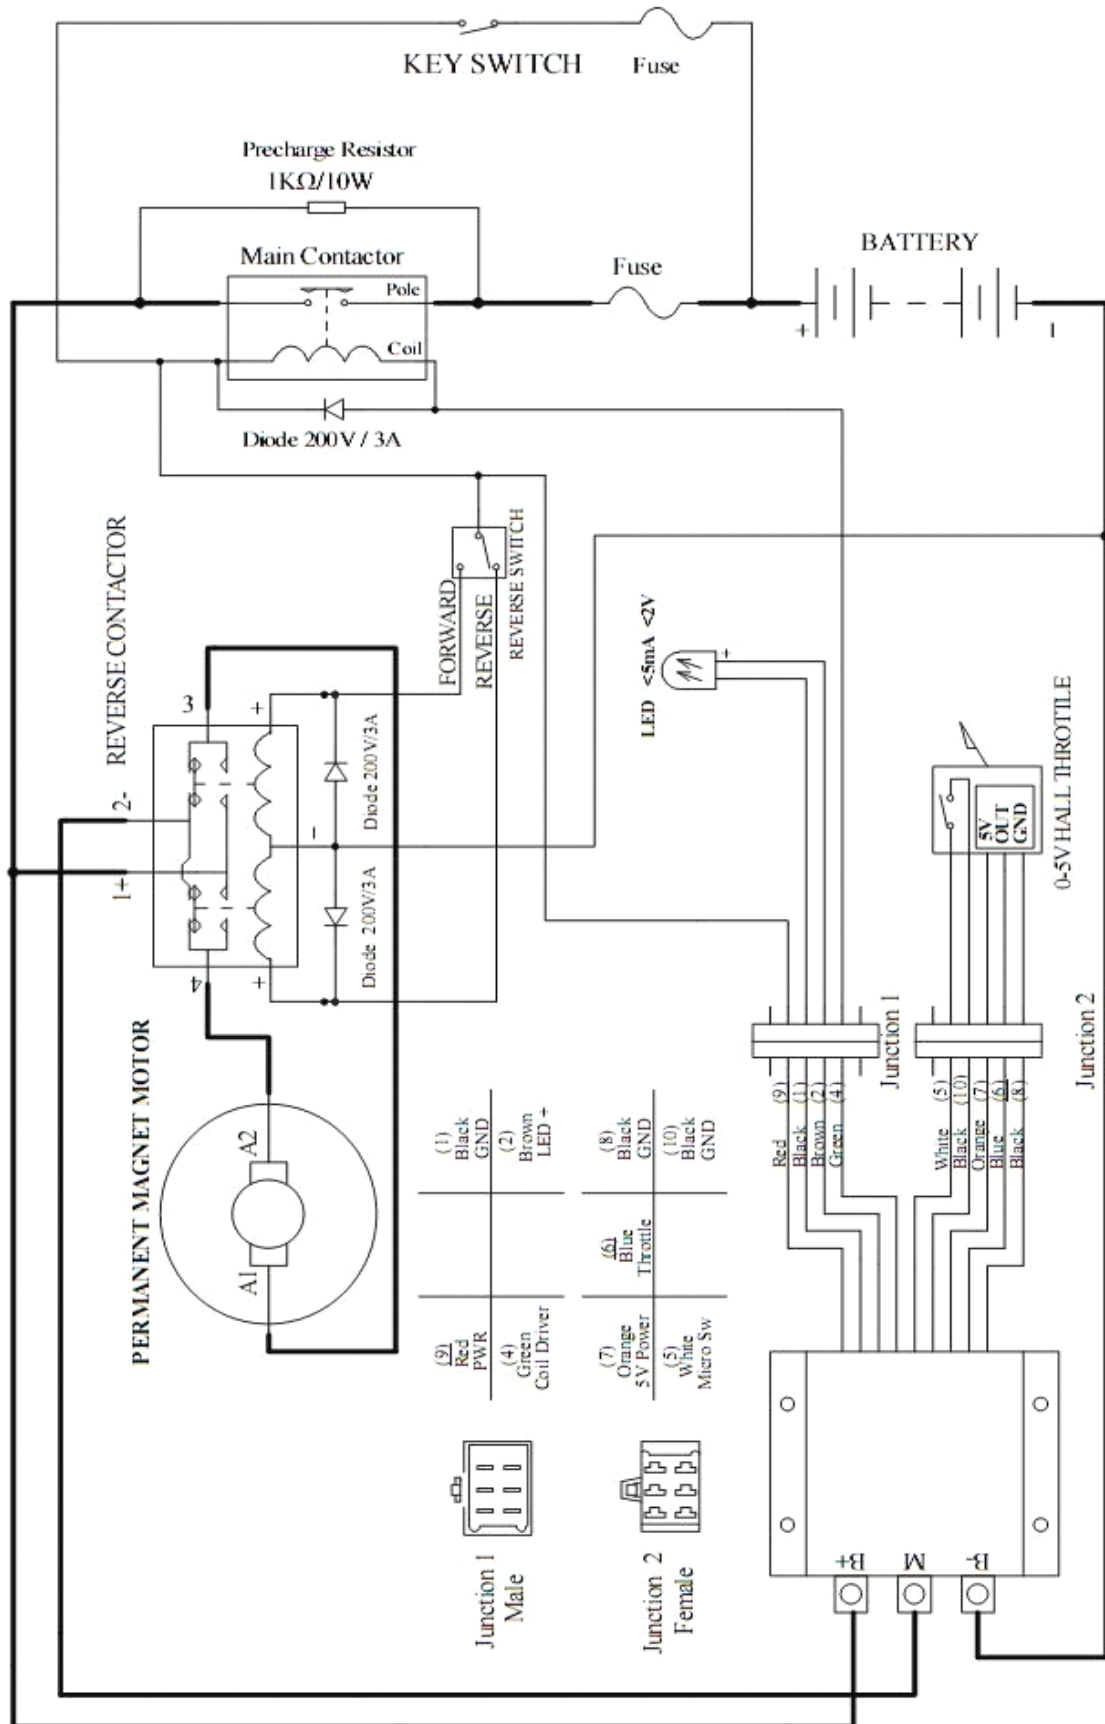 KEY SWITCH
Fuse
Precharge Resistor
1KΩ/10W
Main Contactor
Pole
Coil
Fuse
BATTERY
+
-
Diode 200V / 3A
REVERSE CONTACTOR
2-
1+
3
4
+
-
+
Diode 200V/3A
Diode 200V/3A
FORWARD
REVERSE
REVERSE SWITCH
LED <5mA <2V
+
5V
OUT
GND
0-5V HALL THROTTLE
PERMANENT MAGNET MOTOR
A2
A1
(1)
Black
GND
(2)
Brown
LED +
(9)
Red
PWR
(4)
Green
Coil Driver
(8)
Black
GND
(10)
Black
GND
(6)
Blue
Throttle
(7)
Orange
5V Power
(5)
White
Micro Sw
Junction 1
Male
Junction 2
Female
Red (9)
Black (1)
Brown (2)
Green (4)
Junction 1
White (5)
Black (10)
Orange (7)
Blue (6)
Black (8)
Junction 2
B+
M
B-